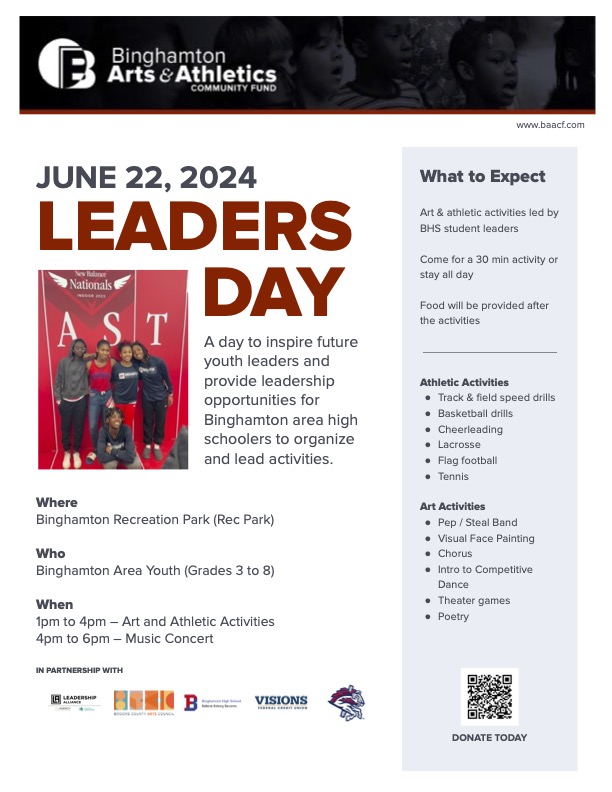 Binghamton
Arts & Athletics
COMMUNITY FUND
www.baacf.com
JUNE 22, 2024
LEADERS
DAY
New Balance
Nationals
INDOOR 2023
A S T
A day to inspire future
youth leaders and
provide leadership
opportunities for
Binghamton area high
schoolers to organize
and lead activities.
Where
Binghamton Recreation Park (Rec Park)
Who
Binghamton Area Youth (Grades 3 to 8)
When
1pm to 4pm – Art and Athletic Activities
4pm to 6pm – Music Concert
IN PARTNERSHIP WITH
LEADERSHIP
ALLIANCE
BROOME COUNTY ARTS COUNCIL
B
Binghamton High School
VISIONS
FEDERAL CREDIT UNION
What to Expect
Art & athletic activities led by
BHS student leaders
Come for a 30 min activity or
stay all day
Food will be provided after
the activities
Athletic Activities
● Track & field speed drills
● Basketball drills
● Cheerleading
● Lacrosse
● Flag football
● Tennis
Art Activities
● Pep / Steal Band
● Visual Face Painting
● Chorus
● Intro to Competitive
Dance
● Theater games
● Poetry
DONATE TODAY